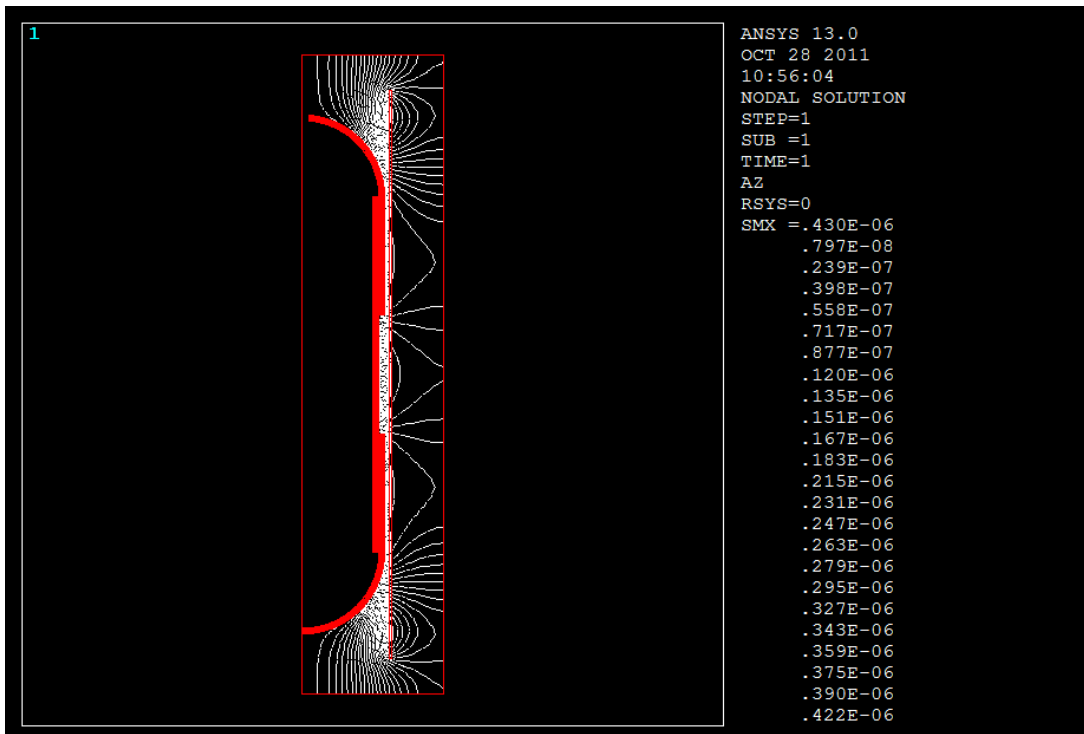 1
ANSYS 13.0
OCT 28 2011
10:56:04
NODAL SOLUTION
STEP=1
SUB =1
TIME=1
AZ
RSYS=0
SMX =.430E-06
.797E-08
.239E-07
.398E-07
.558E-07
.717E-07
.877E-07
.120E-06
.135E-06
.151E-06
.167E-06
.183E-06
.215E-06
.231E-06
.247E-06
.263E-06
.279E-06
.295E-06
.327E-06
.343E-06
.359E-06
.375E-06
.390E-06
.422E-06